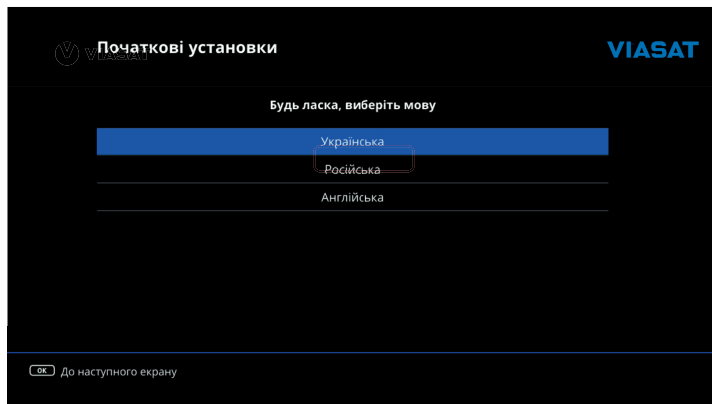 Початкові установки
VIASAT
VIASAT
Будь ласка, виберіть мову
Українська
Російська
Англійська
OK До наступного екрану